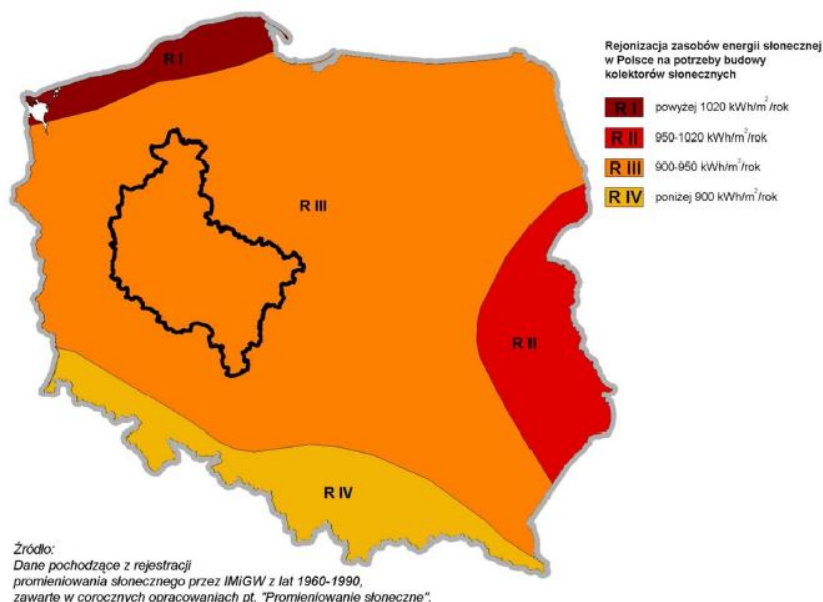 Rejonizacja zasobów energii słonecznej
w Polsce na potrzeby budowy
kolektorów słonecznych
R I powyżej 1020 kWh/m²/rok
R II 950-1020 kWh/m²/rok
R III 900-950 kWh/m²/rok
R IV poniżej 900 kWh/m²/rok
R I
R III
R II
R IV
Źródło:
Dane pochodzące z rejestracji
promieniowania słonecznego przez IMiGW z lat 1960-1990,
zawarte w corocznych opracowaniach pt. "Promieniowanie słoneczne".